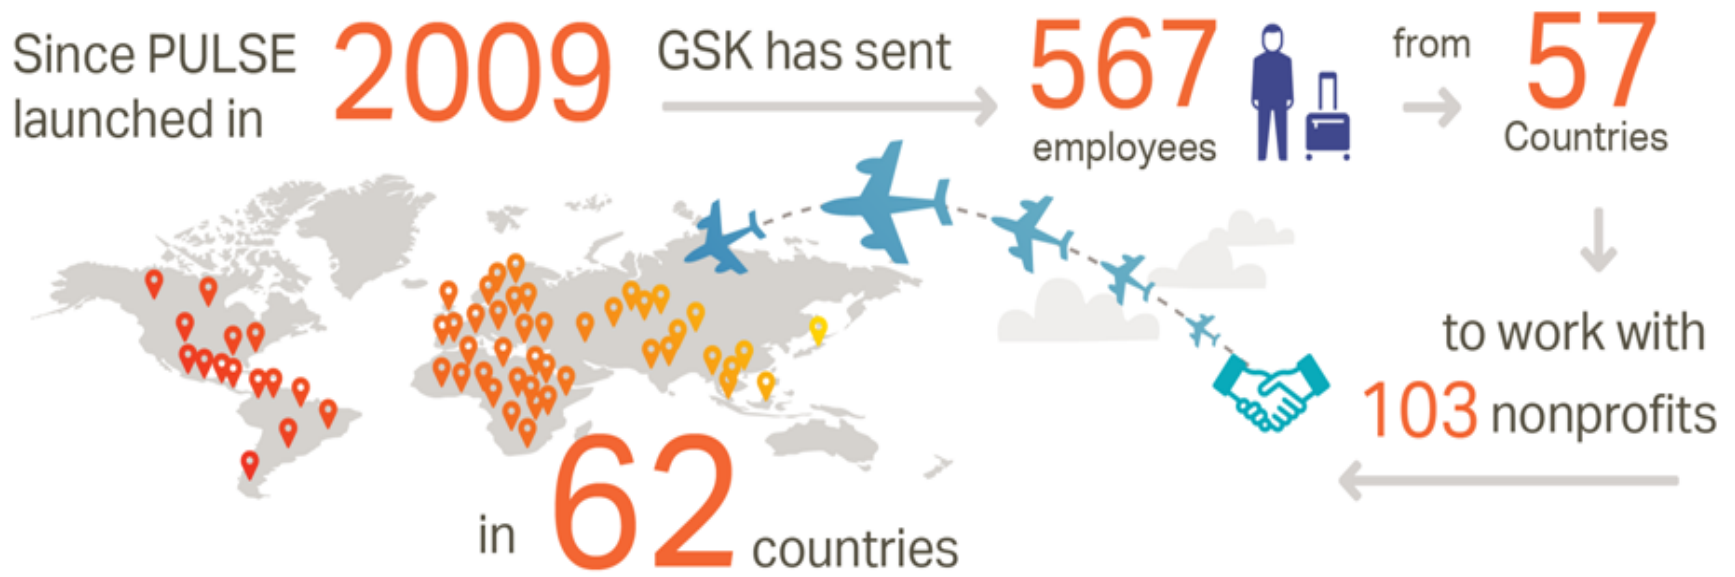 Since PULSE
launched in
2009
GSK has sent
567
employees
from
57
Countries
to work with
103 nonprofits
in 62 countries